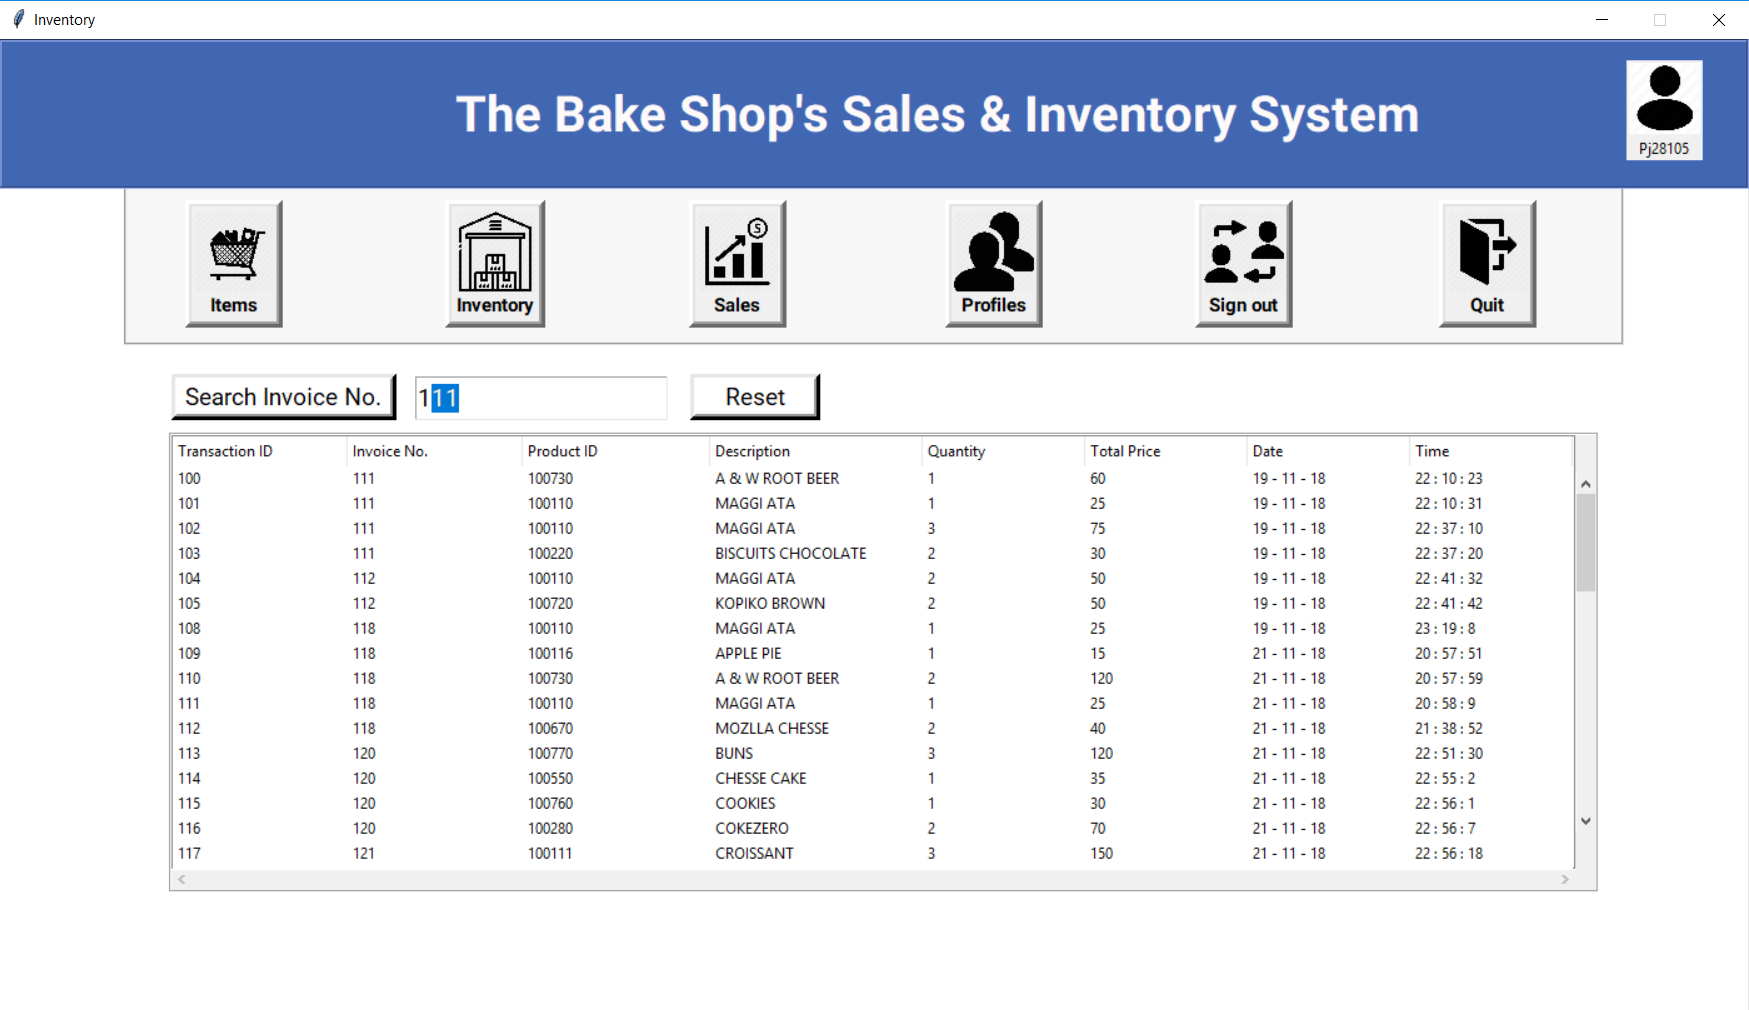 Inventory
The Bake Shop's Sales & Inventory System
Pj28105
Items Inventory Sales Profiles Sign out Quit
Search Invoice No. 111 Reset
Transaction ID Invoice No. Product ID Description Quantity Total Price Date Time
100 111 100730 A & W ROOT BEER 1 60 19 - 11 - 18 22 : 10 : 23
101 111 100110 MAGGI ATA 1 25 19 - 11 - 18 22 : 10 : 31
102 111 100110 MAGGI ATA 3 75 19 - 11 - 18 22 : 37 : 10
103 111 100220 BISCUITS CHOCOLATE 2 30 19 - 11 - 18 22 : 37 : 20
104 112 100110 MAGGI ATA 2 50 19 - 11 - 18 22 : 41 : 32
105 112 100720 KOPIKO BROWN 2 50 19 - 11 - 18 22 : 41 : 42
108 118 100110 MAGGI ATA 1 25 19 - 11 - 18 23 : 19 : 8
109 118 100116 APPLE PIE 1 15 21 - 11 - 18 20 : 57 : 51
110 118 100730 A & W ROOT BEER 2 120 21 - 11 - 18 20 : 57 : 59
111 118 100110 MAGGI ATA 1 25 21 - 11 - 18 20 : 58 : 9
112 118 100670 MOZLLA CHESSE 2 40 21 - 11 - 18 21 : 38 : 52
113 120 100770 BUNS 3 120 21 - 11 - 18 22 : 51 : 30
114 120 100550 CHESSE CAKE 1 35 21 - 11 - 18 22 : 55 : 2
115 120 100760 COOKIES 1 30 21 - 11 - 18 22 : 56 : 1
116 120 100280 COKEZERO 2 70 21 - 11 - 18 22 : 56 : 7
117 121 100111 CROISSANT 3 150 21 - 11 - 18 22 : 56 : 18